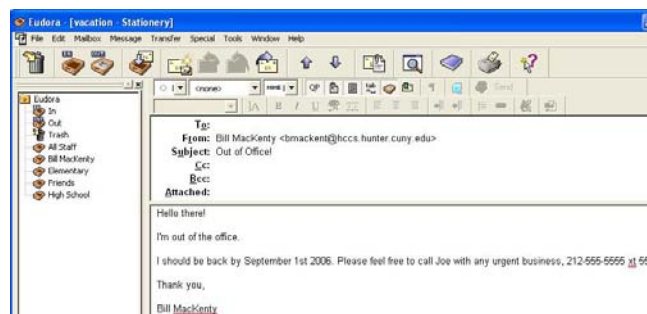 Eudora - [vacation - Stationery]
File Edit Mailbox Message Transfer Special Tools Window Help
<none>
QP
Send
Eudora
In
Out
Trash
All Staff
Bill MacKenty
Elementary
Friends
High School
To:
From: Bill MacKenty <bmackent@hccs.hunter.cuny.edu>
Subject: Out of Office!
Cc:
Bcc:
Attached:
Hello there!
I'm out of the office.
I should be back by September 1st 2006. Please feel free to call Joe with any urgent business, 212-555-5555 xt 55
Thank you,
Bill MacKenty